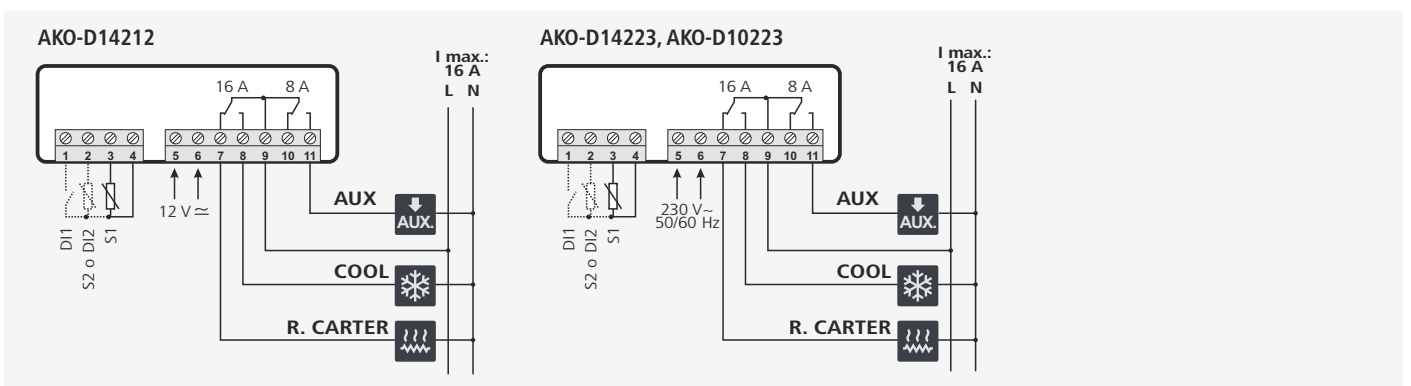 AKO-D14212
I max.:
16 A
L N
16 A 8 A
1 2 3 4 5 6 7 8 9 10 11
12 V ≂
DI1
S2 o DI2
S1
AUX
AUX.
COOL
R. CARTER
AKO-D14223, AKO-D10223
I max.:
16 A
L N
16 A 8 A
1 2 3 4 5 6 7 8 9 10 11
230 V~
50/60 Hz
DI1
S2 o DI2
S1
AUX
AUX.
COOL
R. CARTER